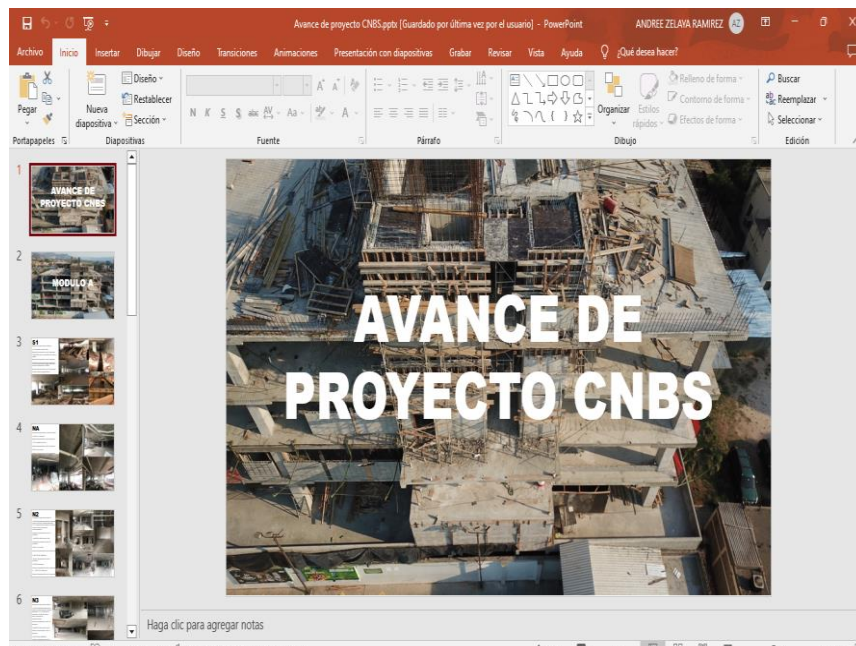 Avance de proyecto CNBS.pptx [Guardado por última vez por el usuario] - PowerPoint
ANDREE ZELAYA RAMIREZ
AZ
Archivo Inicio Insertar Dibujar Diseño Transiciones Animaciones Presentación con diapositivas Grabar Revisar Vista Ayuda ¿Qué desea hacer?
Pegar
Nueva diapositiva
Diseño
Restablecer
Sección
N K S S abc AV Aa A
Organizar
Estilos rápidos
Relleno de forma
Contorno de forma
Efectos de forma
Buscar
Reemplazar
Seleccionar
Portapapeles Diapositivas Fuente Párrafo Dibujo Edición
1
AVANCE DE
PROYECTO CNBS
2
MODULO A
3
S1
4
NA
5
N2
6
N3
AVANCE DE
PROYECTO CNBS
Haga clic para agregar notas